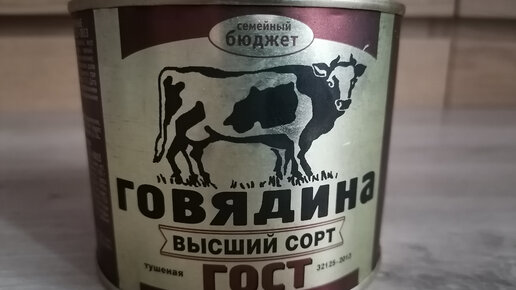 семейный
бюджет
говядина
ВЫСШИЙ СОРТ
тушеная ГОСТ 32125-2013